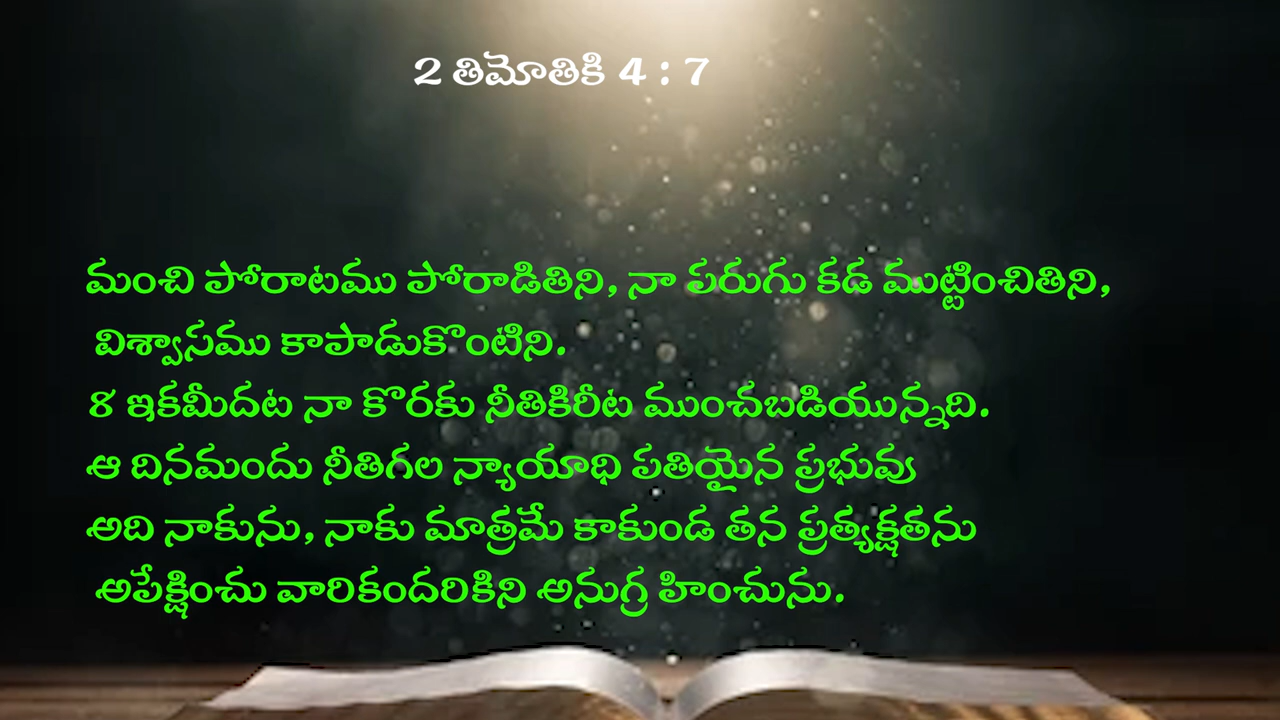 2 తిమోతికి 4 : 7
మంచి పోరాటము పోరాడితిని, నా పరుగు కడ ముట్టించితిని,
విశ్వాసము కాపాడుకొంటిని.
8 ఇకమీదట నా కొరకు నీతికిరీట ముంచబడియున్నది.
ఆ దినమందు నీతిగల న్యాయాధి పతియైన ప్రభువు
అది నాకును, నాకు మాత్రమే కాకుండ తన ప్రత్యక్షతను
అపేక్షించు వారికందరికిని అనుగ్ర హించును.